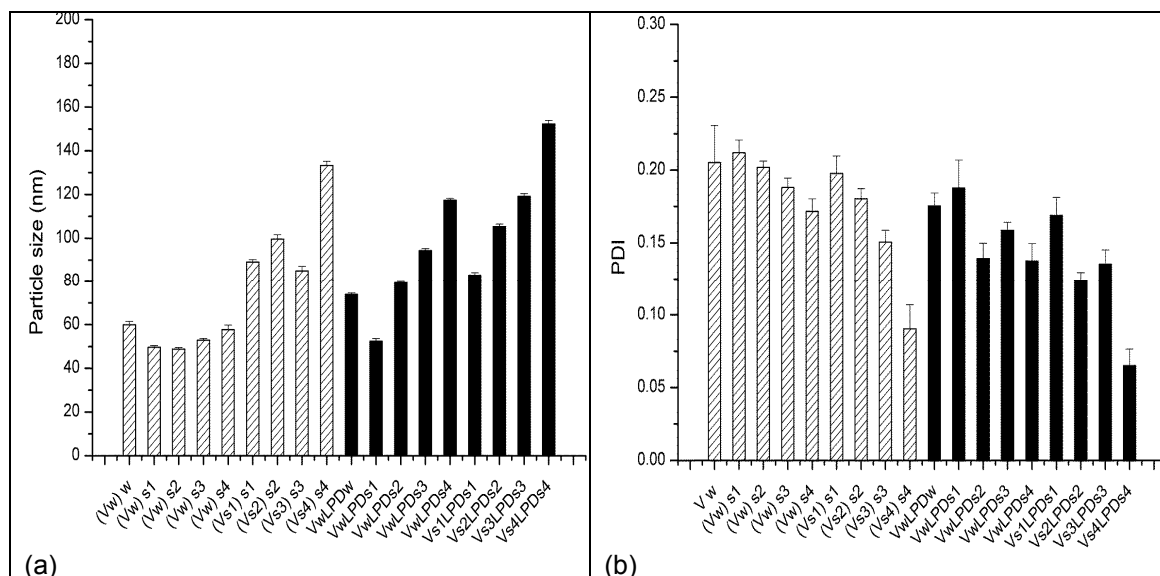 200
180
160
140
120
100
80
60
40
20
0
Particle size (nm)
(Vw) w
(Vw) s1
(Vw) s2
(Vw) s3
(Vw) s4
(Vs1) s1
(Vs2) s2
(Vs3) s3
(Vs4) s4
VwLPDw
VwLPDs1
VwLPDs2
VwLPDs3
VwLPDs4
Vs1LPDs1
Vs2LPDs2
Vs3LPDs3
Vs4LPDs4
(a)
0.30
0.25
0.20
0.15
0.10
0.05
0.00
PDI
V w
(Vw) s1
(Vw) s2
(Vw) s3
(Vw) s4
(Vs1) s1
(Vs2) s2
(Vs3) s3
(Vs4) s4
VwLPDw
VwLPDs1
VwLPDs2
VwLPDs3
VwLPDs4
Vs1LPDs1
Vs2LPDs2
Vs3LPDs3
Vs4LPDs4
(b)